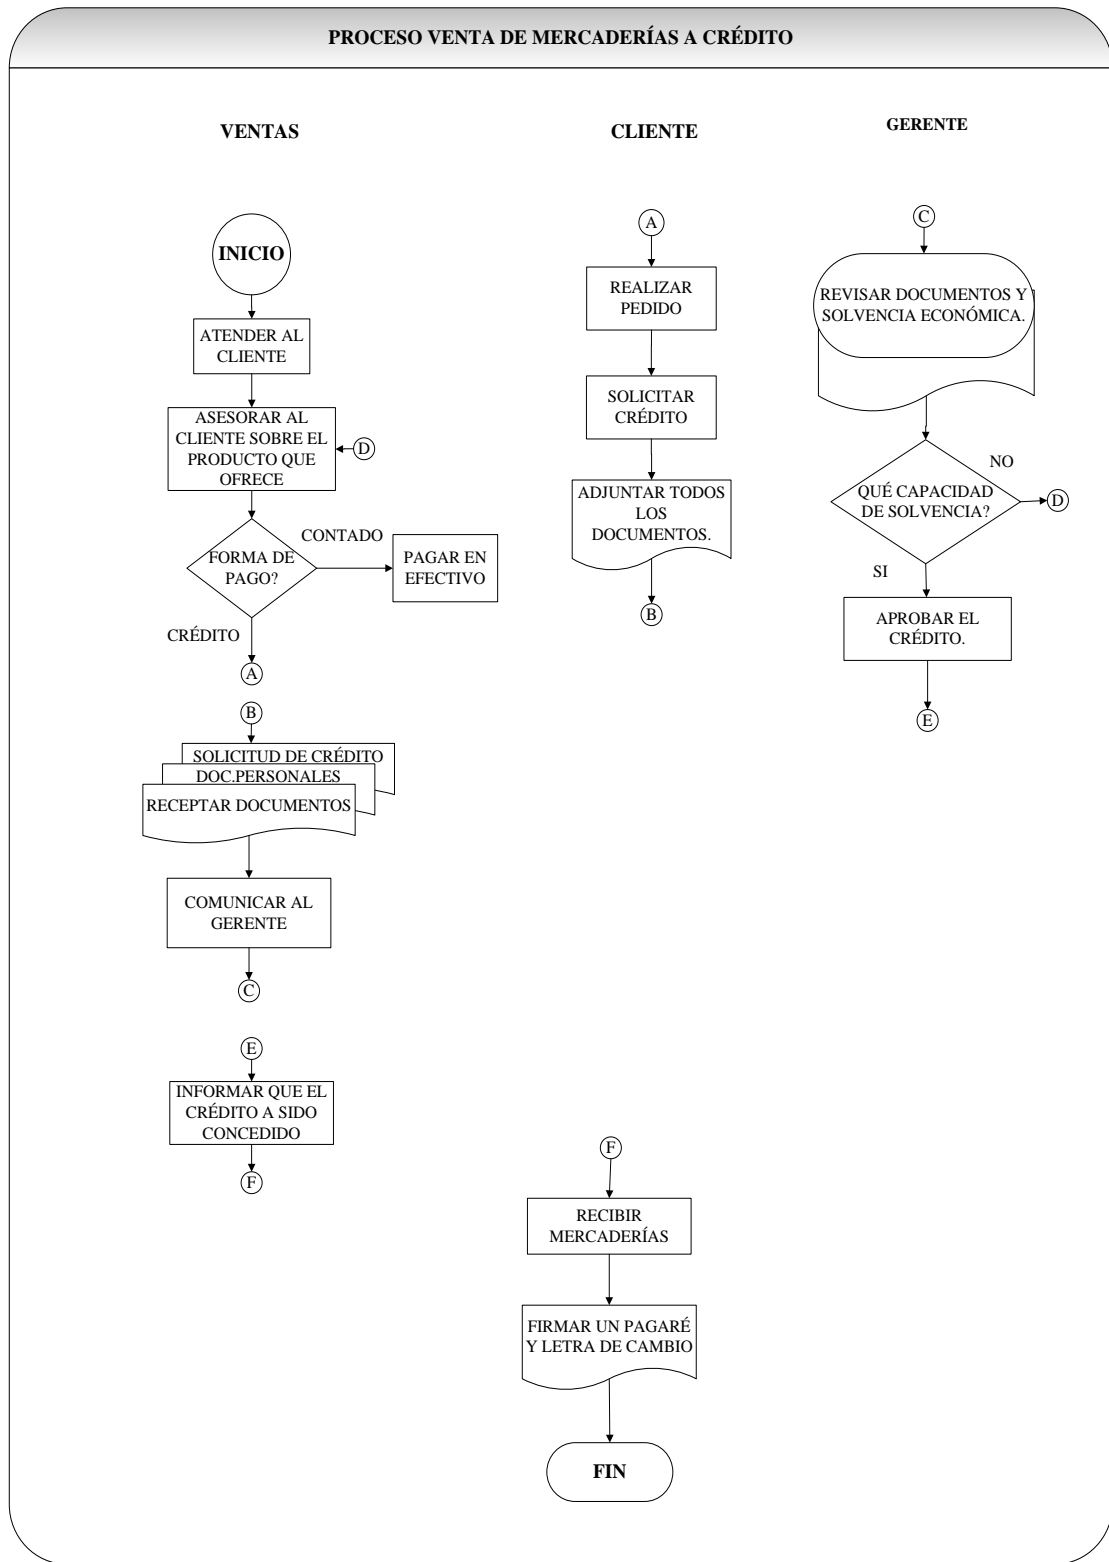 PROCESO VENTA DE MERCADERÍAS A CRÉDITO
VENTAS
INICIO
ATENDER AL
CLIENTE
ASESORAR AL
CLIENTE SOBRE EL
PRODUCTO QUE
OFRECE
D
FORMA DE
PAGO?
CONTADO
PAGAR EN
EFECTIVO
CRÉDITO
A
B
SOLICITUD DE CRÉDITO
DOC.PERSONALES
RECEPTAR DOCUMENTOS
COMUNICAR AL
GERENTE
C
E
INFORMAR QUE EL
CRÉDITO A SIDO
CONCEDIDO
F
CLIENTE
A
REALIZAR
PEDIDO
SOLICITAR
CRÉDITO
ADJUNTAR TODOS
LOS
DOCUMENTOS.
B
F
RECIBIR
MERCADERÍAS
FIRMAR UN PAGARÉ
Y LETRA DE CAMBIO
FIN
GERENTE
C
REVISAR DOCUMENTOS Y
SOLVENCIA ECONÓMICA.
QUÉ CAPACIDAD
DE SOLVENCIA?
NO
D
SI
APROBAR EL
CRÉDITO.
E